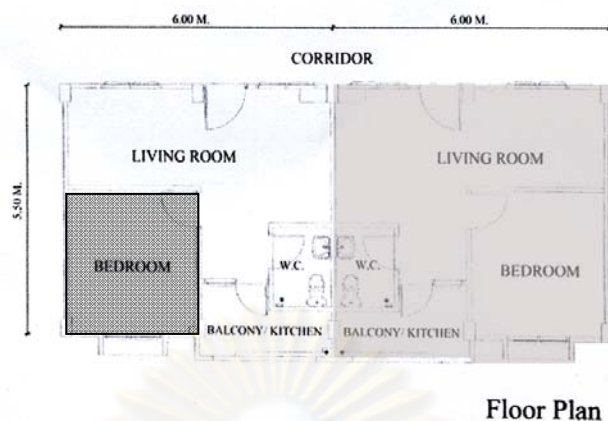 6.00 M. 6.00 M.
CORRIDOR
LIVING ROOM LIVING ROOM
5.50 M.
BEDROOM W.C. W.C. BEDROOM
BALCONY/ KITCHEN BALCONY/ KITCHEN
Floor Plan